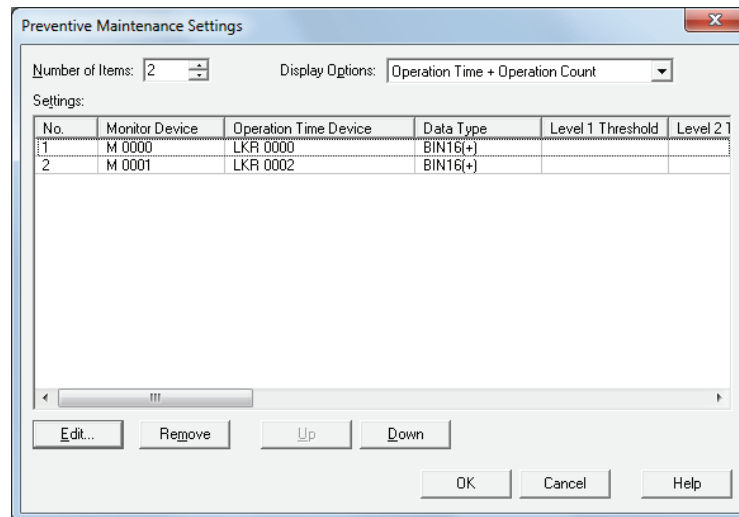 Preventive Maintenance Settings
Number of Items: 2 Display Options: Operation Time + Operation Count
Settings:
No. Monitor Device Operation Time Device Data Type Level 1 Threshold Level 2 T
1 M 0000 LKR 0000 BIN16(+)
2 M 0001 LKR 0002 BIN16(+)
Edit... Remove Up Down
OK Cancel Help